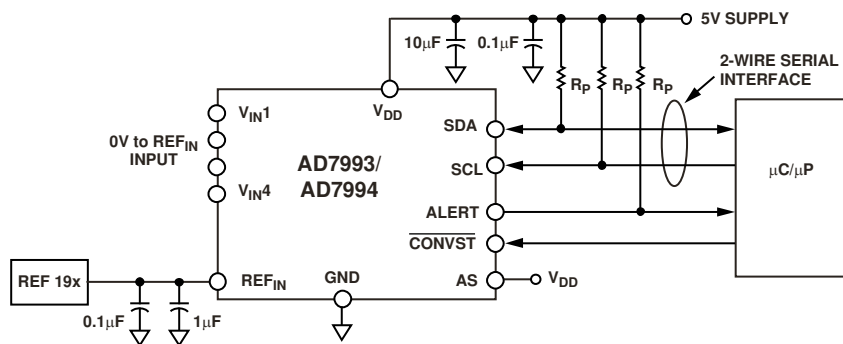 5V SUPPLY
10μF
0.1μF
2-WIRE SERIAL
INTERFACE
RP
RP
RP
VDD
VIN1
SDA
0V to REFIN
INPUT
AD7993/
AD7994
SCL
μC/μP
VIN4
ALERT
CONVST
REF 19x
REFIN
GND
AS
VDD
0.1μF
1μF